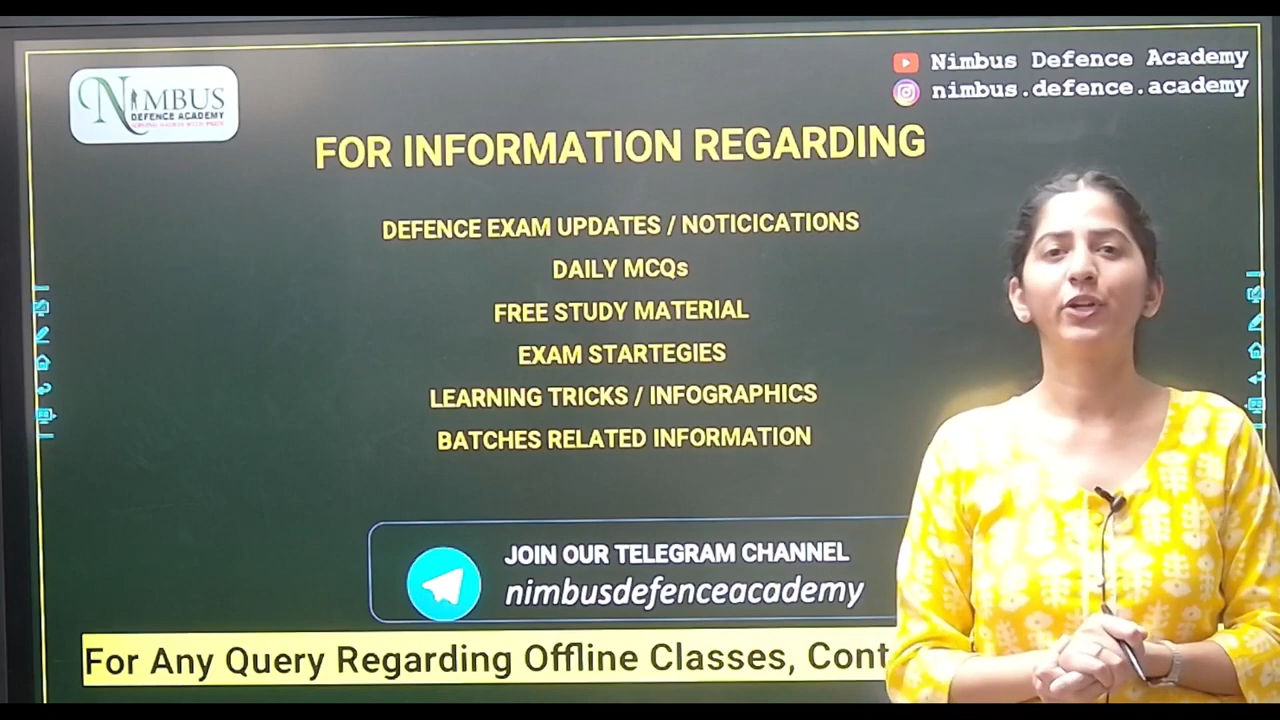 NIMBUS
DEFENCE ACADEMY
Nimbus Defence Academy
nimbus.defence.academy
FOR INFORMATION REGARDING
DEFENCE EXAM UPDATES / NOTICICATIONS
DAILY MCQs
FREE STUDY MATERIAL
EXAM STARTEGIES
LEARNING TRICKS / INFOGRAPHICS
BATCHES RELATED INFORMATION
JOIN OUR TELEGRAM CHANNEL
nimbusdefenceacademy
For Any Query Regarding Offline Classes, Cont